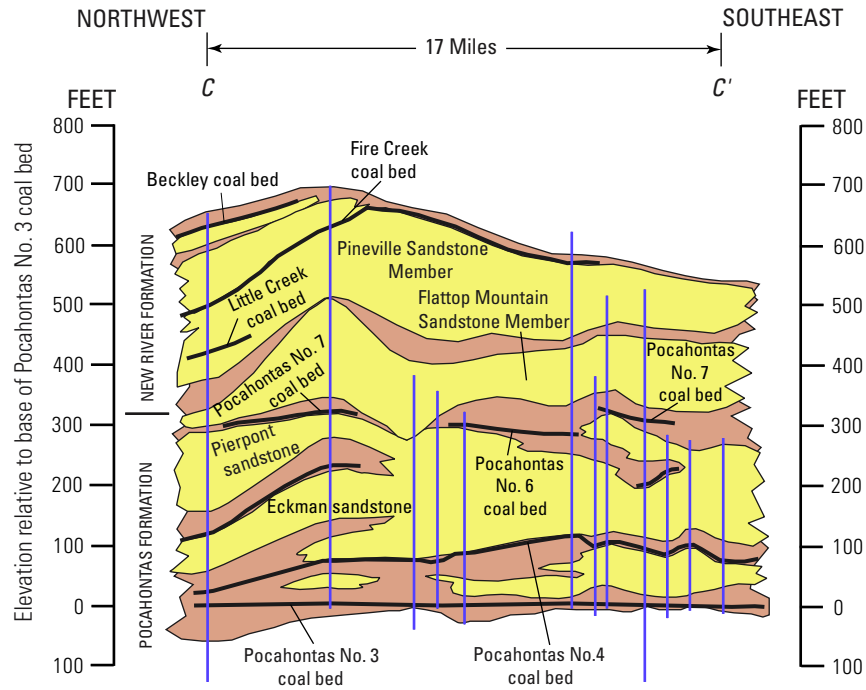 NORTHWEST
SOUTHEAST
17 Miles
C
C'
FEET
FEET
Elevation relative to base of Pocahontas No. 3 coal bed
800
700
600
500
400
300
200
100
0
100
NEW RIVER FORMATION
POCAHONTAS FORMATION
Beckley coal bed
Fire Creek
coal bed
Pineville Sandstone
Member
Little Creek
coal bed
Flattop Mountain
Sandstone Member
Pocahontas No. 7
coal bed
Pocahontas
No. 7
coal bed
Pierpont
sandstone
Pocahontas
No. 6
coal bed
Eckman sandstone
Pocahontas No. 3
coal bed
Pocahontas No.4
coal bed
800
700
600
500
400
300
200
100
0
100